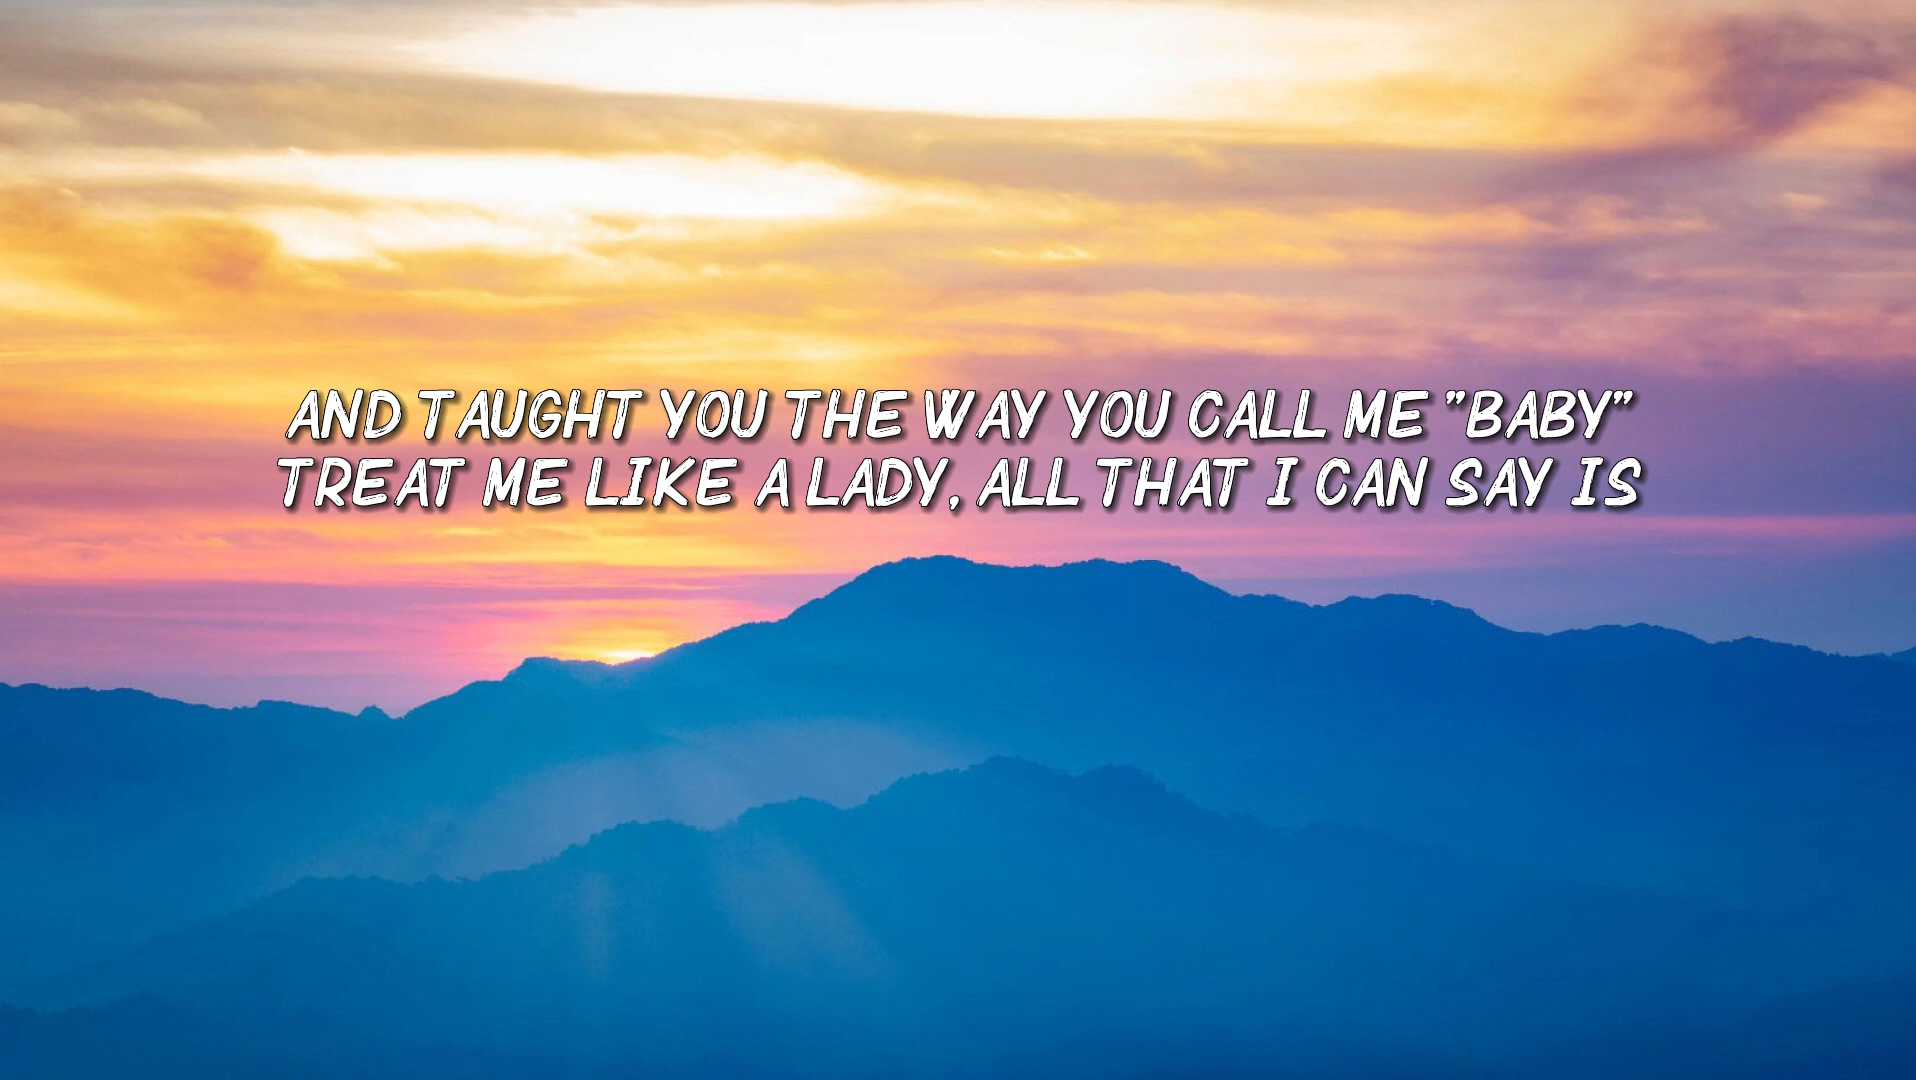 AND TAUGHT YOU THE WAY YOU CALL ME "BABY"
TREAT ME LIKE A LADY, ALL THAT I CAN SAY IS